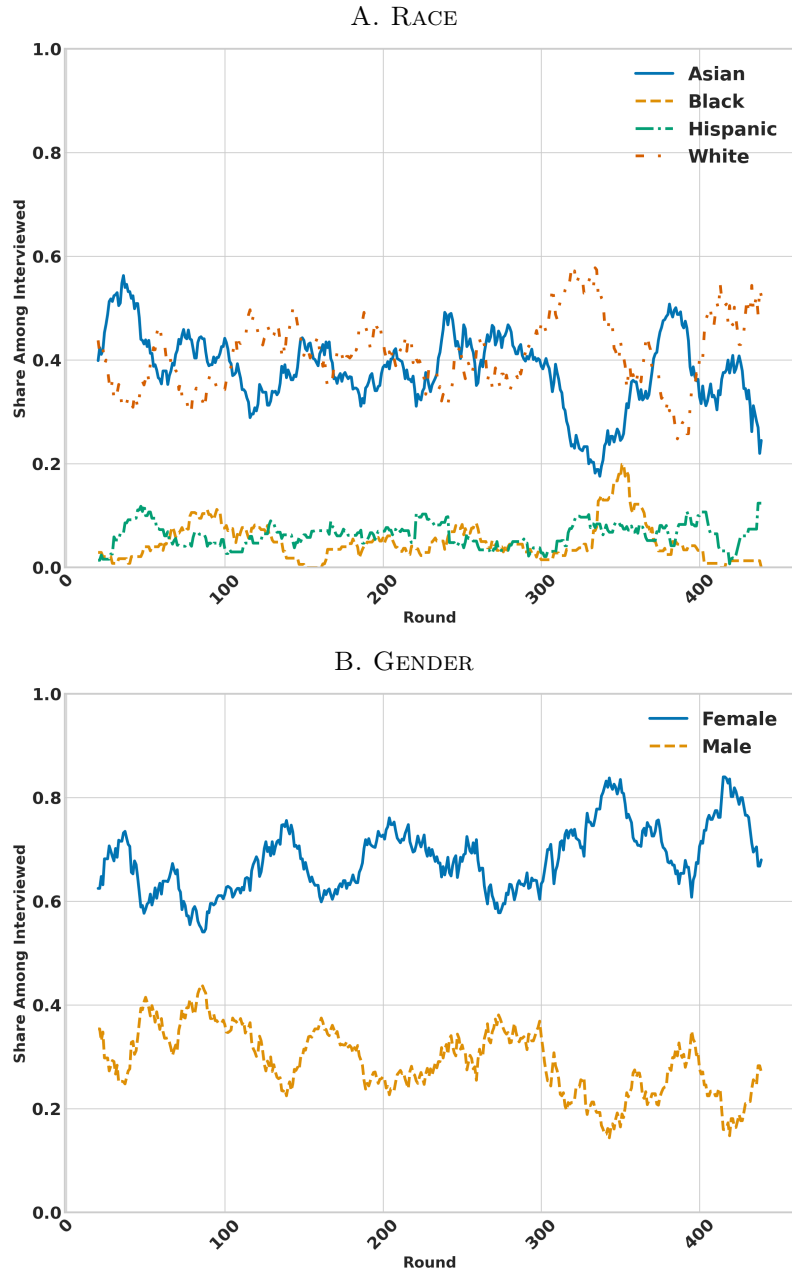 A. RACE
1.0
Asian
Black
Hispanic
White
0.8
0.6
0.4
0.2
0.0
Share Among Interviewed
0
100
200
300
400
Round
B. GENDER
1.0
Female
Male
0.8
0.6
0.4
0.2
0.0
Share Among Interviewed
0
100
200
300
400
Round